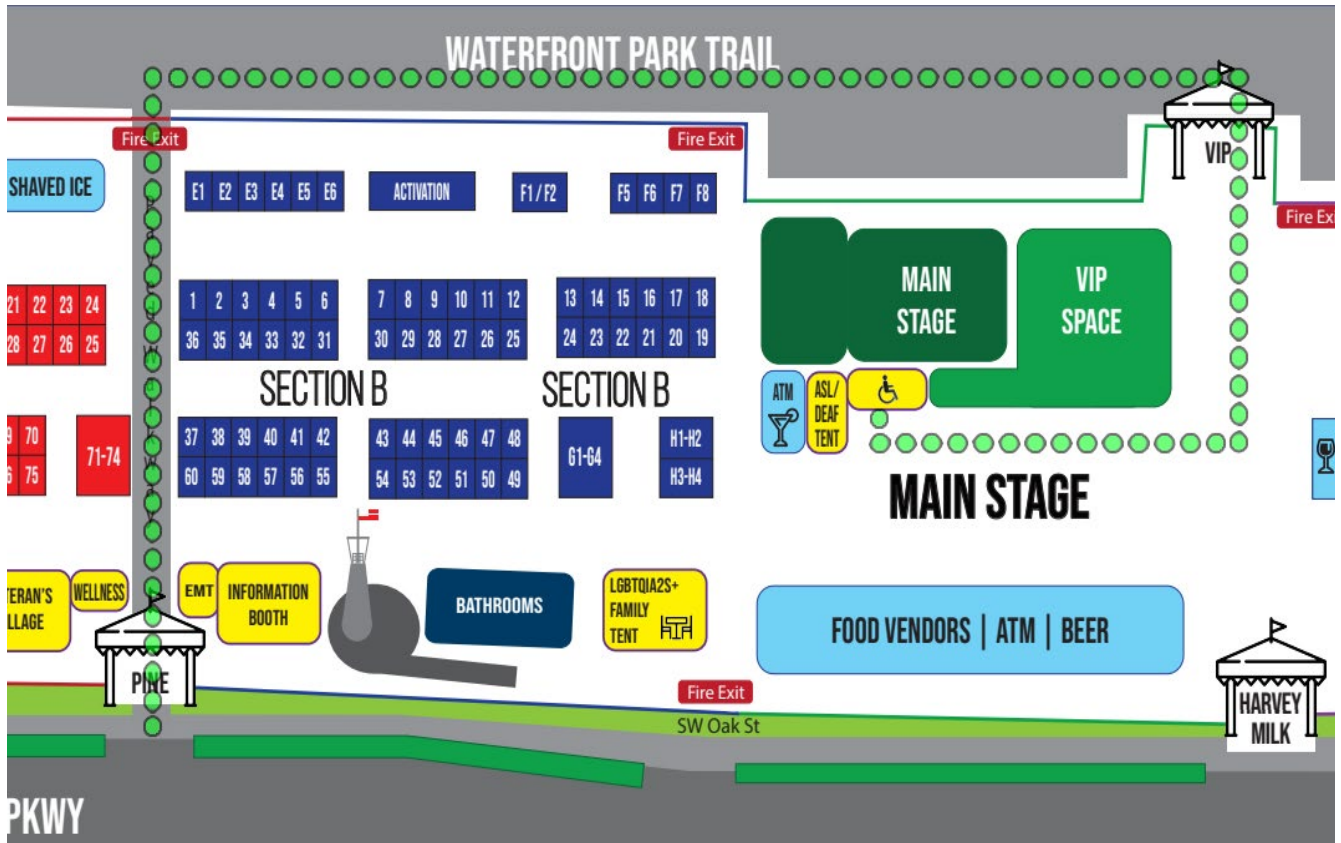 WATERFRONT PARK TRAIL
Fire Exit
Fire Exit
VIP
SHAVED ICE
E1 E2 E3 E4 E5 E6
ACTIVATION
F1 / F2
F5 F6 F7 F8
Fire Exi
MAIN
STAGE
VIP
SPACE
21 22 23 24
28 27 26 25
1 2 3 4 5 6
36 35 34 33 32 31
7 8 9 10 11 12
30 29 28 27 26 25
13 14 15 16 17 18
24 23 22 21 20 19
SECTION B
SECTION B
ATM
ASL/
DEAF
TENT
70
75
71-74
37 38 39 40 41 42
60 59 58 57 56 55
43 44 45 46 47 48
54 53 52 51 50 49
G1-G4
H1-H2
H3-H4
MAIN STAGE
TERAN'S
LLAGE
WELLNESS
EMT
INFORMATION
BOOTH
BATHROOMS
LGBTQIA2S+
FAMILY
TENT
FOOD VENDORS | ATM | BEER
PINE
Fire Exit
SW Oak St
HARVEY
MILK
PKWY